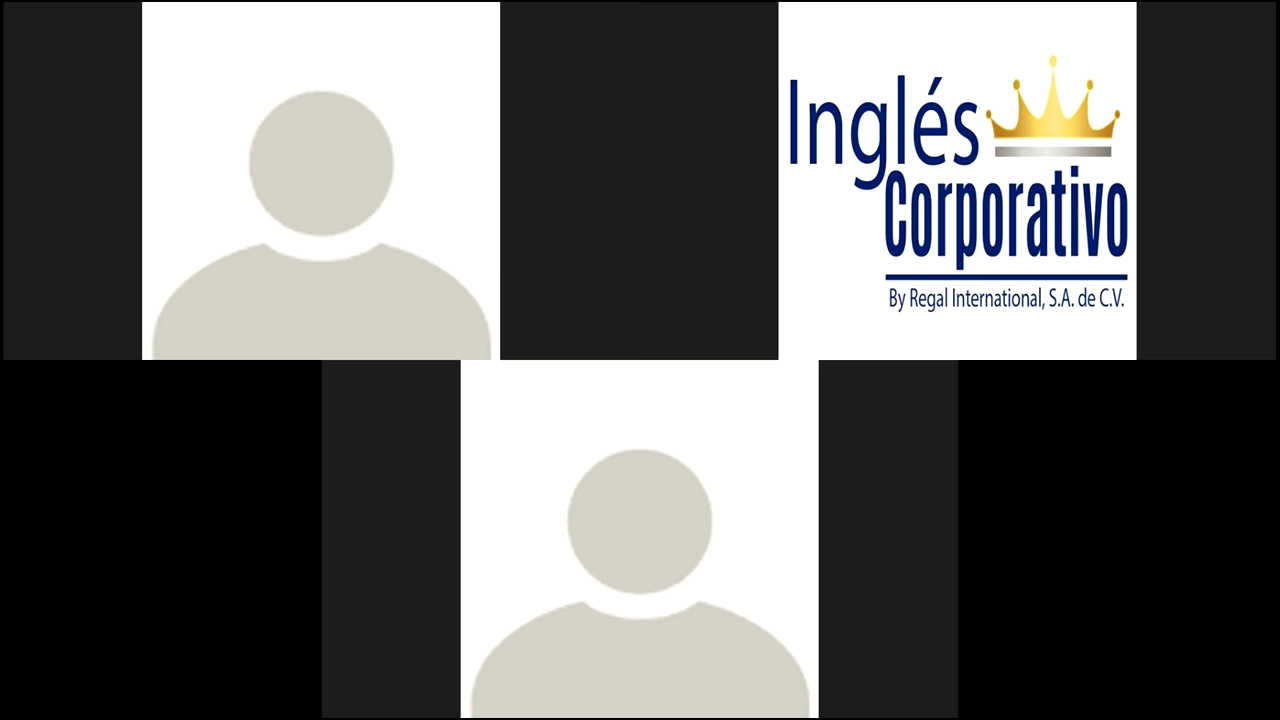 Inglés
Corporativo
By Regal International, S.A. de C.V.